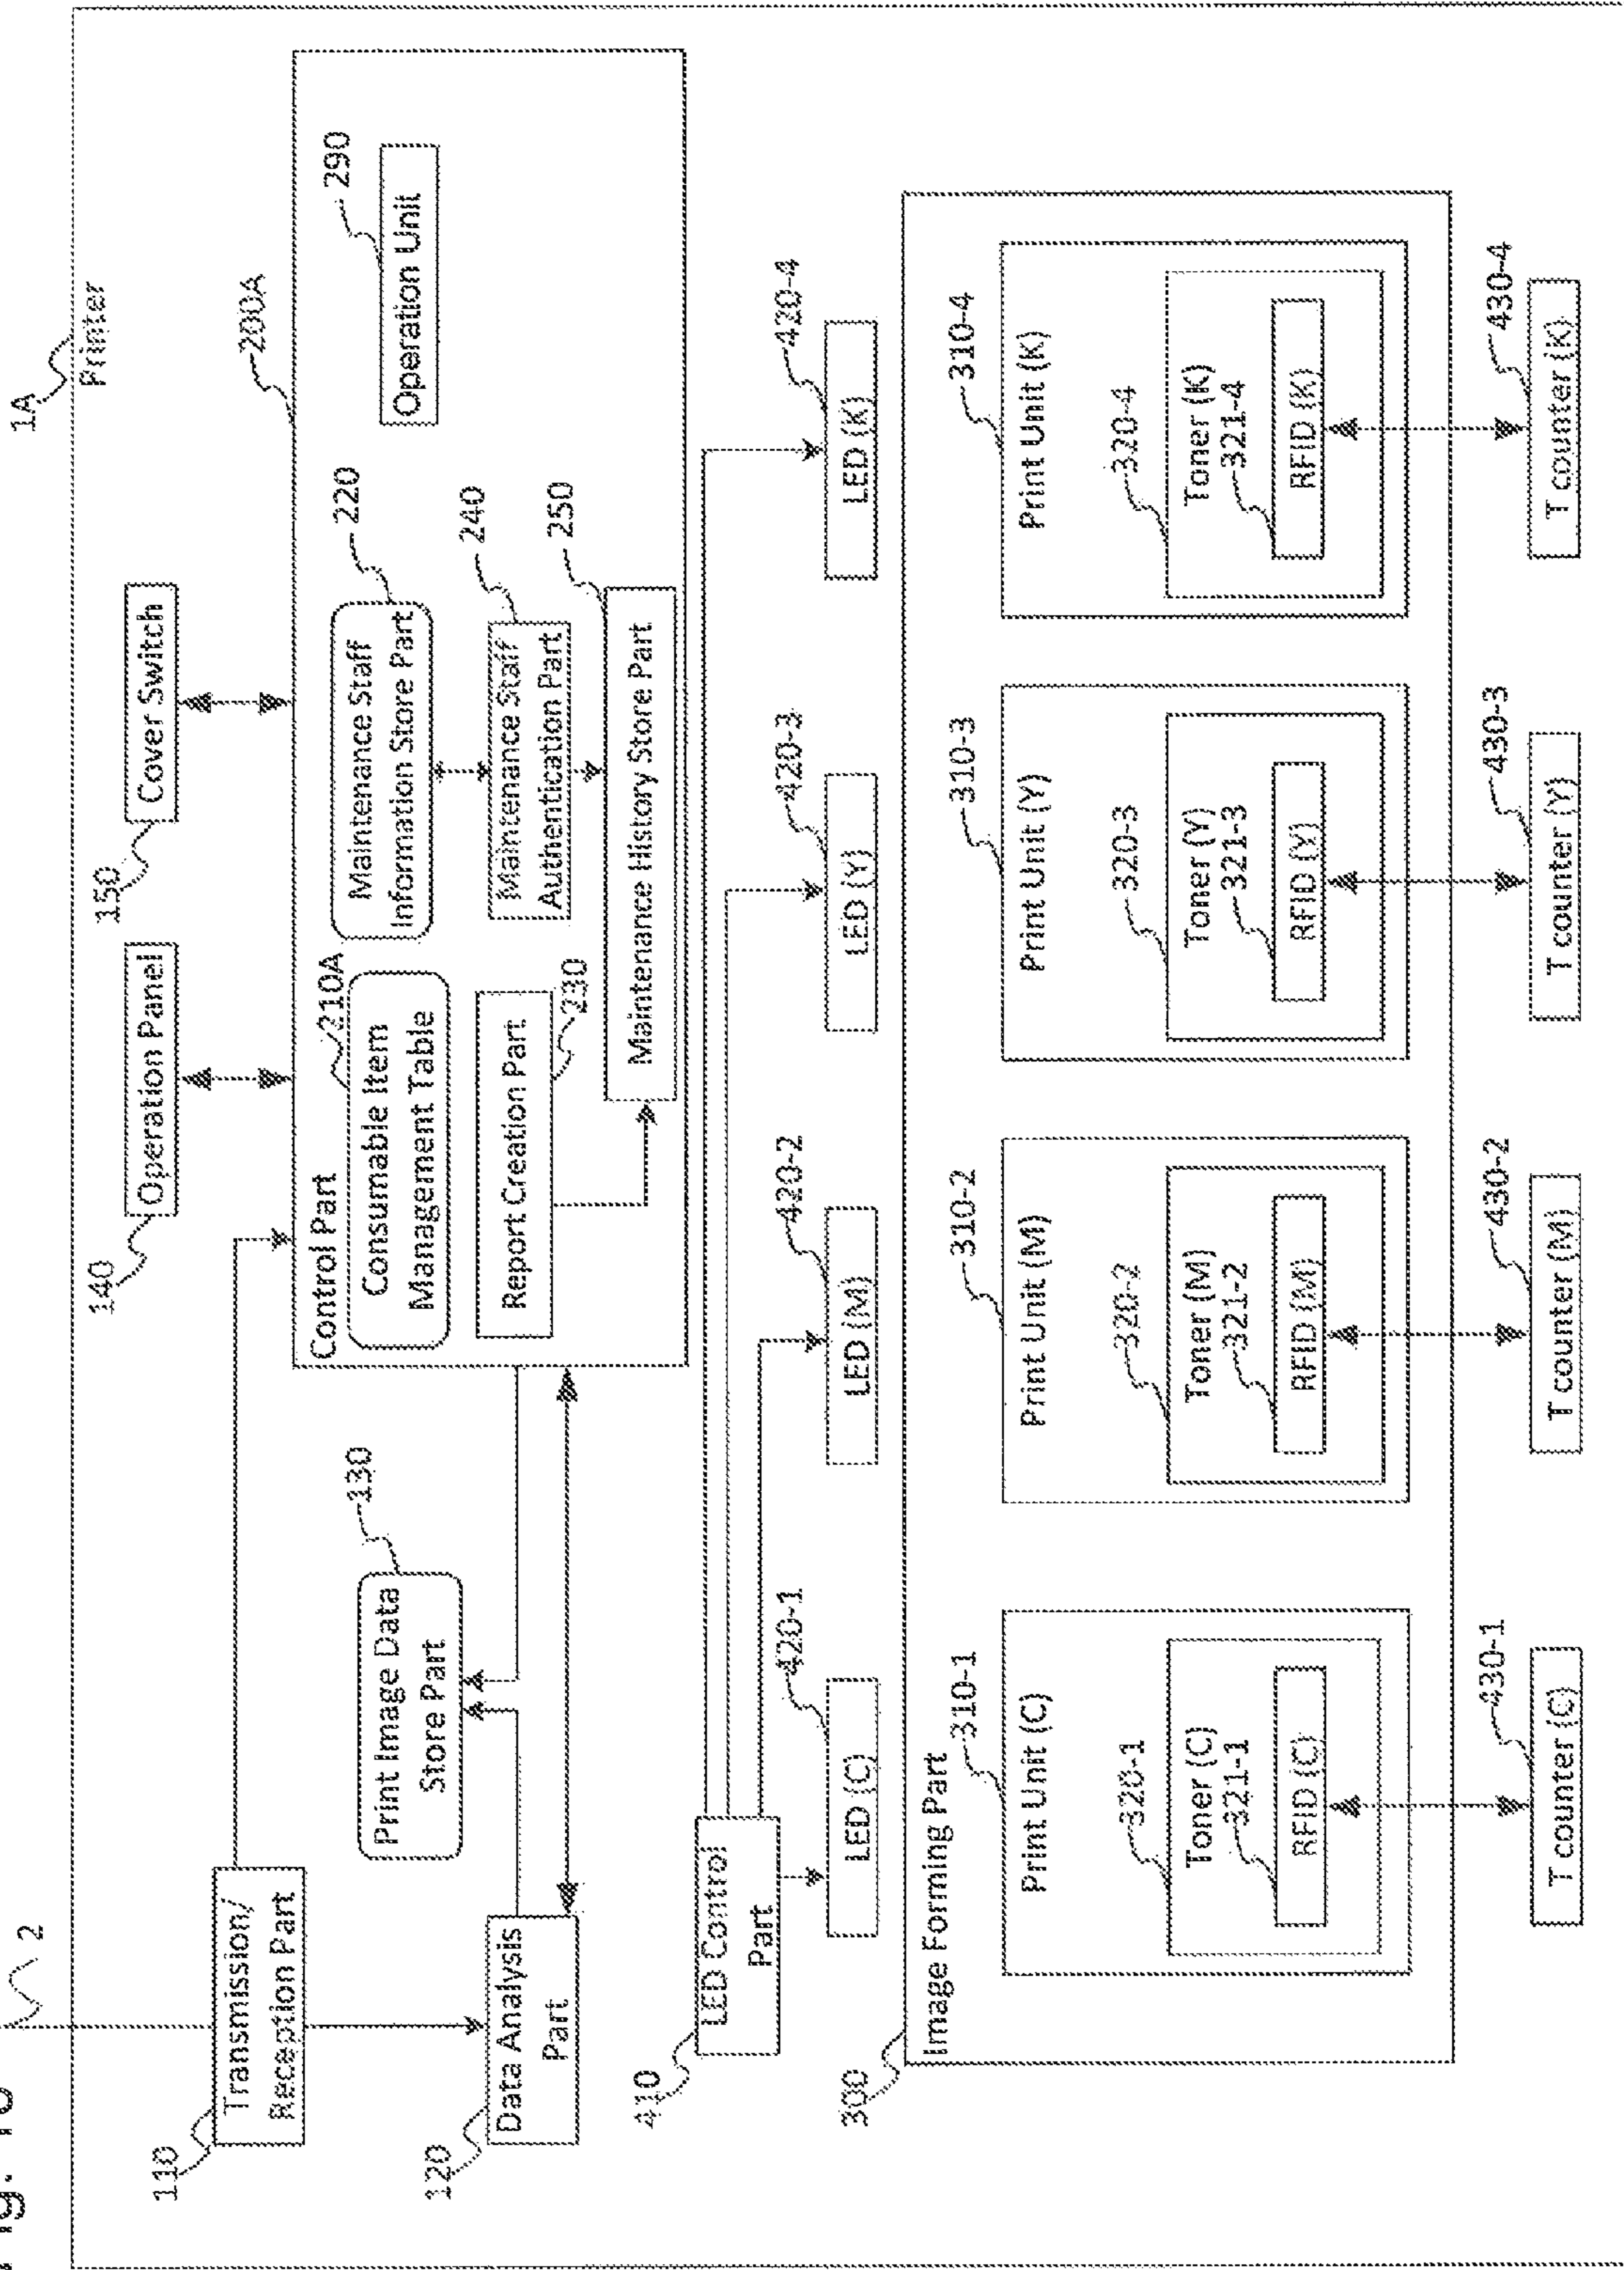 2
1A
Printer
110
Transmission/
Reception Part
140
Operation Panel
150
Cover Switch
200A
Control Part
210A
Consumable Item
Management Table
220
Maintenance Staff
Information Store Part
290
Operation Unit
130
Print Image Data
Store Part
120
Data Analysis
Part
Report Creation Part
230
240
Maintenance Staff
Authentication Part
250
Maintenance History Store Part
410
LED Control
Part
420-1
LED (C)
420-2
LED (M)
420-3
LED (Y)
420-4
LED (K)
300
Image Forming Part
310-1
Print Unit (C)
320-1
Toner (C)
321-1
RFID (C)
310-2
Print Unit (M)
320-2
Toner (M)
321-2
RFID (M)
310-3
Print Unit (Y)
320-3
Toner (Y)
321-3
RFID (Y)
310-4
Print Unit (K)
320-4
Toner (K)
321-4
RFID (K)
430-1
T counter (C)
430-2
T counter (M)
430-3
T counter (Y)
430-4
T counter (K)